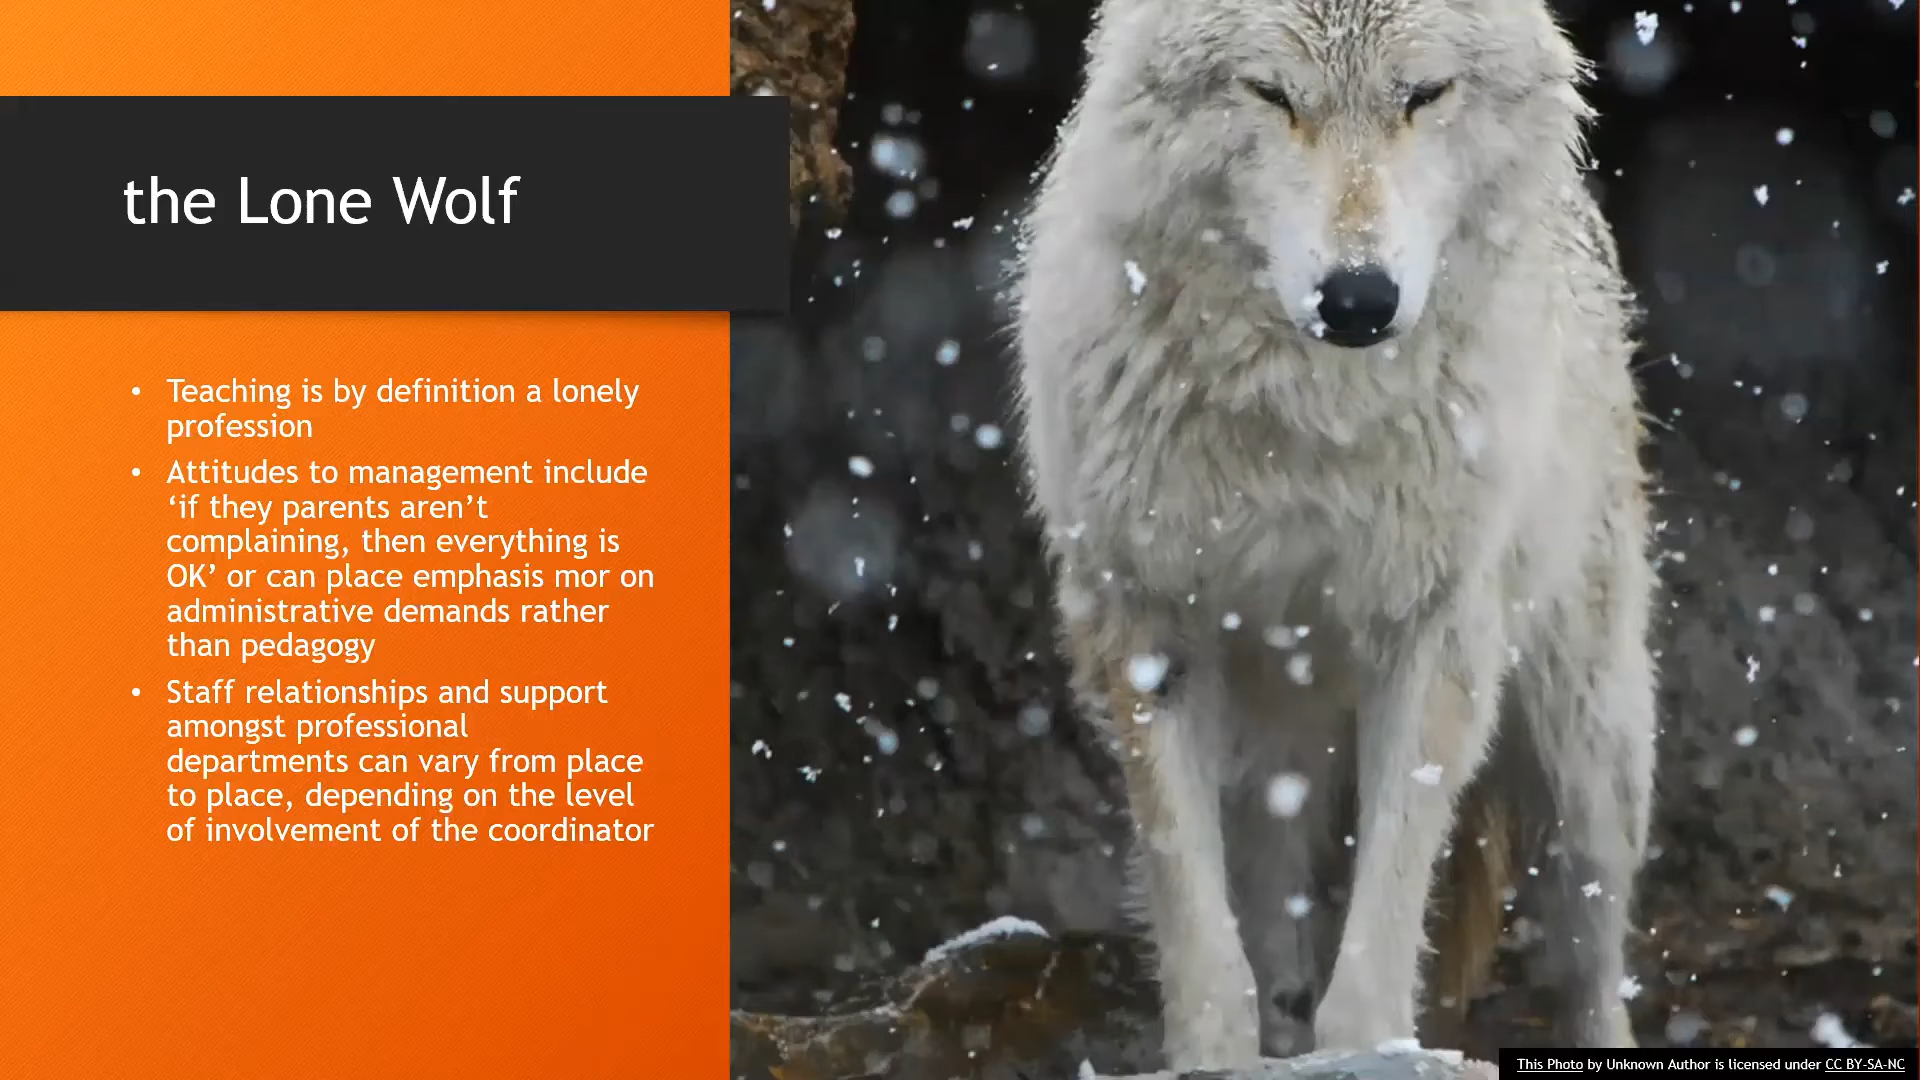 the Lone Wolf
• Teaching is by definition a lonely
profession
• Attitudes to management include
‘if they parents aren’t
complaining, then everything is
OK’ or can place emphasis mor on
administrative demands rather
than pedagogy
• Staff relationships and support
amongst professional
departments can vary from place
to place, depending on the level
of involvement of the coordinator
This Photo by Unknown Author is licensed under CC BY-SA-NC